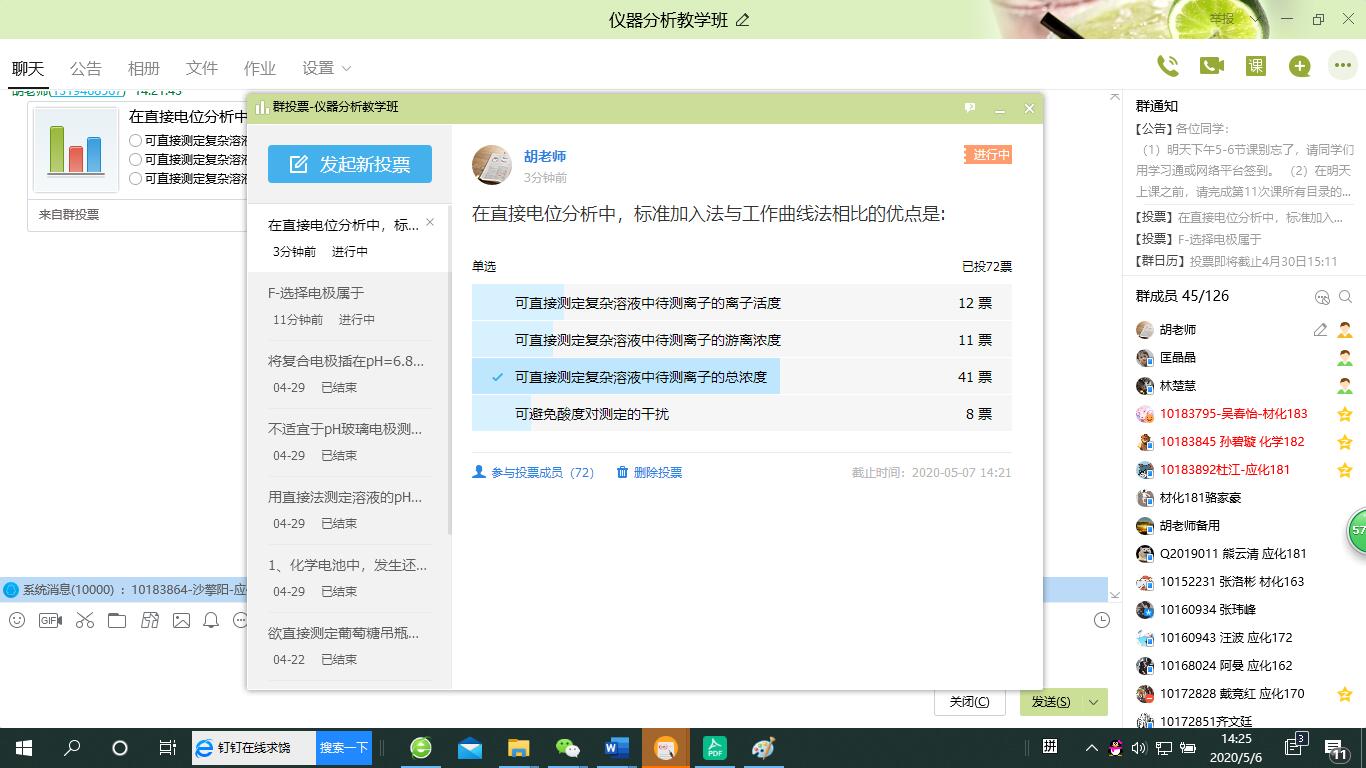 仪器分析教学班
举报
聊天
公告
相册
文件
作业
设置
14:21:43
在直接电位分析中
可直接测定复杂溶液
可直接测定复杂溶液
可直接测定复杂溶液
来自群投票
群投票-仪器分析教学班
发起新投票
在直接电位分析中，标...
3分钟前 进行中
F-选择电极属于
11分钟前 进行中
将复合电极插在pH=6.8...
04-29 已结束
不适宜于pH玻璃电极测...
04-29 已结束
用直接法测定溶液的pH...
04-29 已结束
1、化学电池中，发生还...
04-29 已结束
欲直接测定葡萄糖吊瓶...
04-22 已结束
胡老师
3分钟前
进行中
在直接电位分析中，标准加入法与工作曲线法相比的优点是:
单选 已投72票
可直接测定复杂溶液中待测离子的离子活度 12 票
可直接测定复杂溶液中待测离子的游离浓度 11 票
可直接测定复杂溶液中待测离子的总浓度 41 票
可避免酸度对测定的干扰 8 票
参与投票成员 (72) 删除投票 截止时间：2020-05-07 14:21
系统消息(10000) ：10183864-沙擎阳-应
GIF
关闭(C)
发送(S)
课
群通知
【公告】各位同学：
（1）明天下午5-6节课别忘了，请同学们
用学习通或网络平台签到。 （2）在明天
上课之前，请完成第11次课所有目录的...
【投票】在直接电位分析中，标准加入...
【投票】F-选择电极属于
【群日历】投票即将截止4月30日15:11
群成员 45/126
胡老师
匡晶晶
林楚慧
10183795-吴春怡-材化183
10183845 孙碧璇 化学182
10183892杜江-应化181
材化181骆家豪
胡老师备用
Q2019011 熊云清 应化181
10152231 张洛彬 材化163
10160934 张玮峰
10160943 汪波 应化172
10168024 阿曼 应化162
10172828 戴竞红 应化170
10172851齐文廷
57
钉钉在线求饶
搜索一下
W
PDF
拼
14:25
2020/5/6
3
11